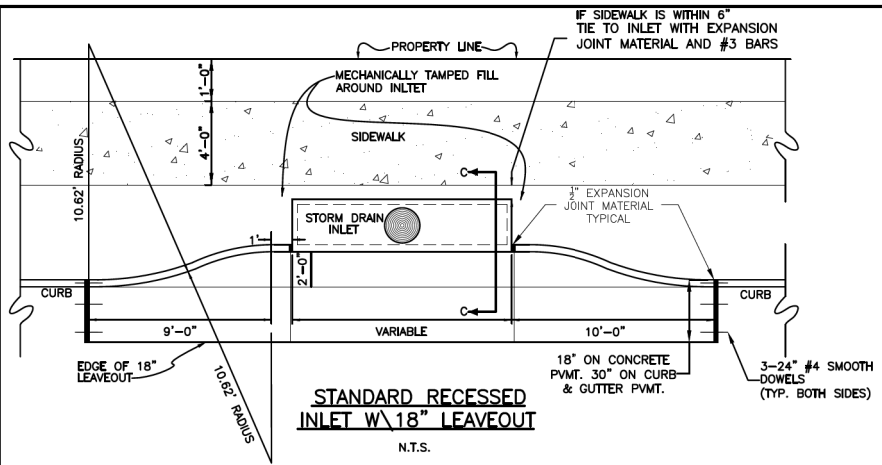 IF SIDEWALK IS WITHIN 6"
TIE TO INLET WITH EXPANSION
JOINT MATERIAL AND #3 BARS
PROPERTY LINE
1'-0"
MECHANICALLY TAMPED FILL
AROUND INLTET
SIDEWALK
4'-0"
10.62' RADIUS
C
1/2" EXPANSION
JOINT MATERIAL
TYPICAL
STORM DRAIN
INLET
1'
2'-0"
CURB
CURB
C
9'-0"
VARIABLE
10'-0"
EDGE OF 18"
LEAVEOUT
10.62' RADIUS
18" ON CONCRETE
PVMT. 30" ON CURB
& GUTTER PVMT.
3-24" #4 SMOOTH
DOWELS
(TYP. BOTH SIDES)
STANDARD RECESSED
INLET W\18" LEAVEOUT
N.T.S.